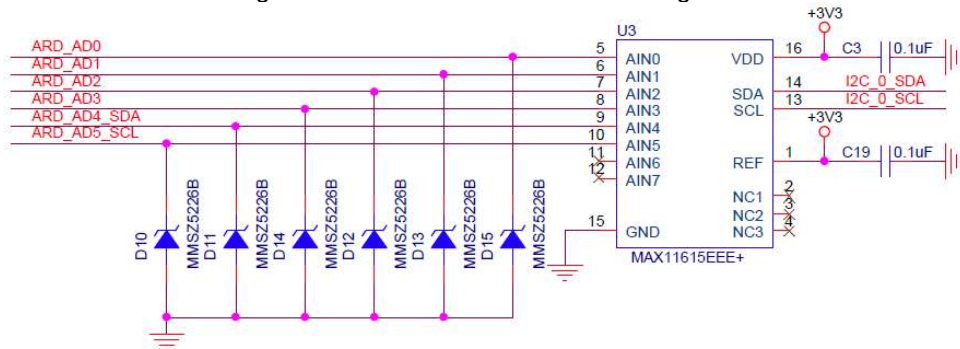 +3V3
U3
ARD_AD0 5 AIN0 VDD 16 C3 0.1uF
ARD_AD1 6 AIN1
ARD_AD2 7 AIN2 SDA 14 I2C_0_SDA
ARD_AD3 8 AIN3 SCL 13 I2C_0_SCL
ARD_AD4_SDA 9 AIN4
ARD_AD5_SCL 10 AIN5
+3V3
11 AIN6 REF 1 C19 0.1uF
12 AIN7
NC1 2
NC2 3
15 GND NC3 4
MAX11615EEE+
D10 MMSZ5226B
D11 MMSZ5226B
D14 MMSZ5226B
D12 MMSZ5226B
D13 MMSZ5226B
D15 MMSZ5226B